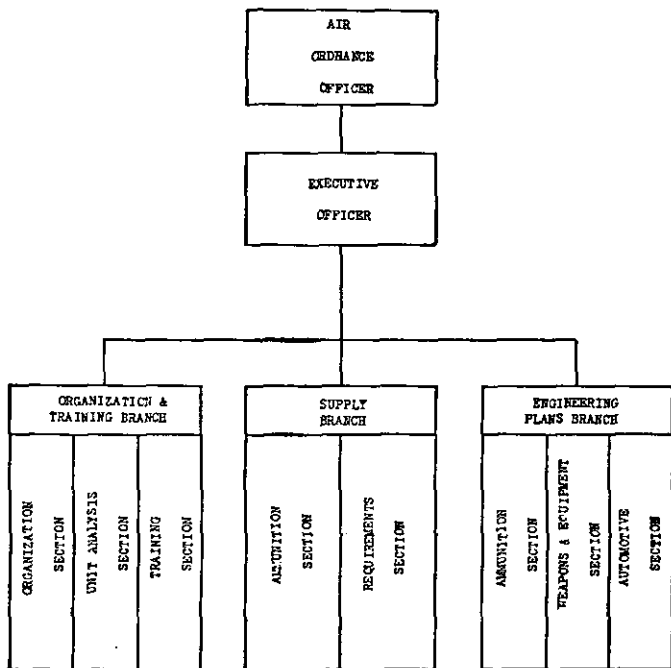 AIR
ORDNANCE
OFFICER
EXECUTIVE
OFFICER
ORGANIZATION &
TRAINING BRANCH
SUPPLY
BRANCH
ENGINEERING
PLANS BRANCH
ORGANIZATION
SECTION
UNIT ANALYSIS
SECTION
TRAINING
SECTION
AMMUNITION
SECTION
REQUIREMENTS
SECTION
AMMUNITION
SECTION
WEAPONS & EQUIPMENT
SECTION
AUTOMOTIVE
SECTION